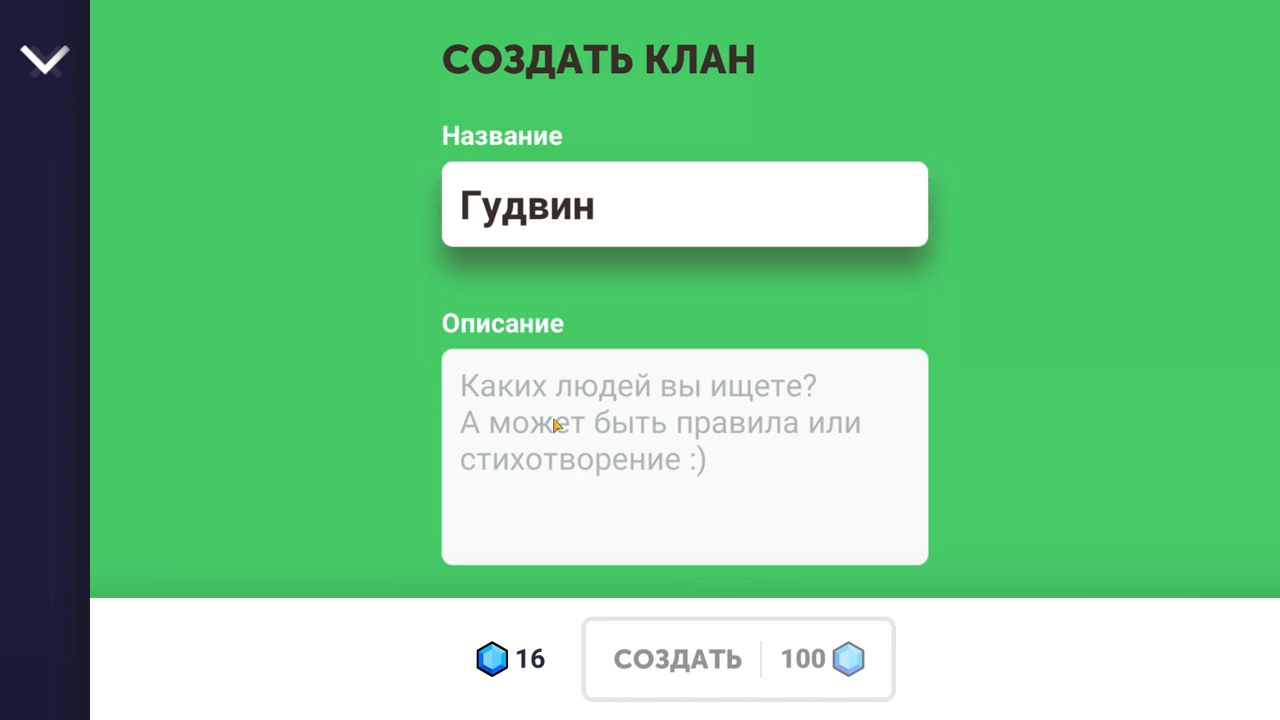 СОЗДАТЬ КЛАН
Название
Гудвин
Описание
Каких людей вы ищете?
А может быть правила или
стихотворение :)
16
СОЗДАТЬ 100